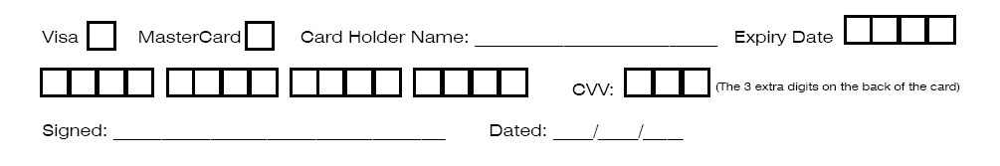 Visa MasterCard Card Holder Name: ______________________ Expiry Date
CVV: (The 3 extra digits on the back of the card)
Signed: ______________________________ Dated: ____/____/____